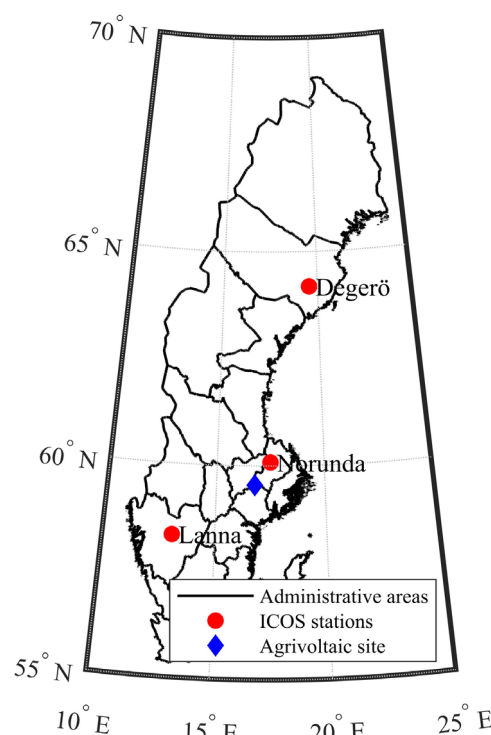 70° N
65° N
Degerö
60° N
Norunda
Lanna
Administrative areas
ICOS stations
Agrivoltaic site
55° N
10° E
15° E
20° E
25° E